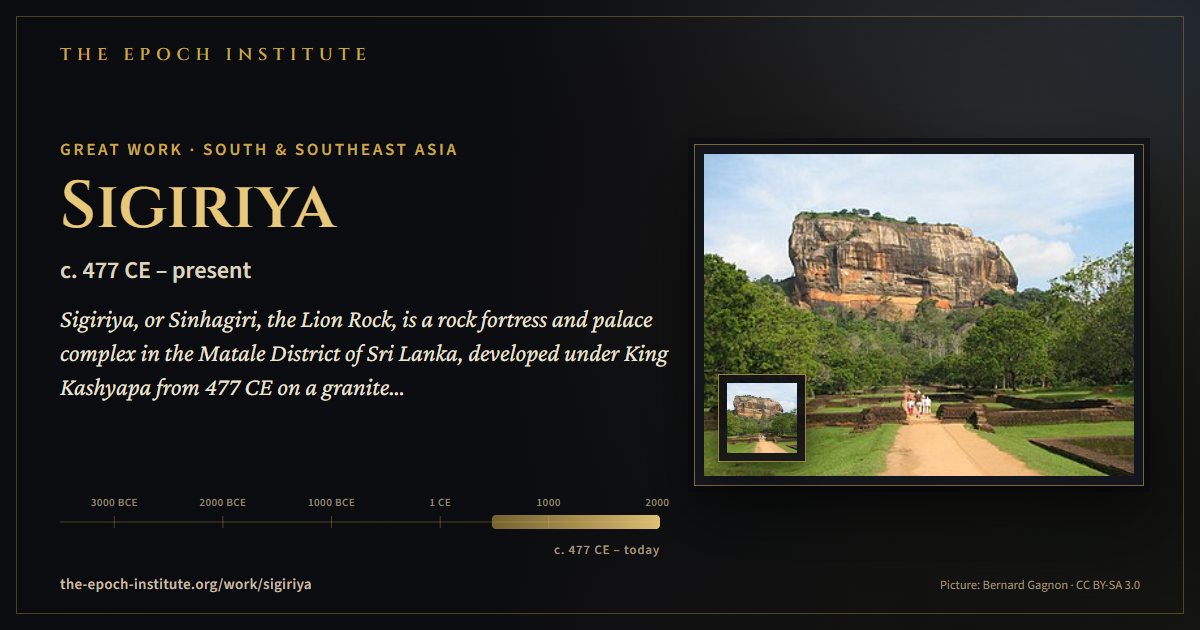 THE EPOCH INSTITUTE
GREAT WORK · SOUTH & SOUTHEAST ASIA
SIGIRIYA
c. 477 CE – present
Sigiriya, or Sinhagiri, the Lion Rock, is a rock fortress and palace
complex in the Matale District of Sri Lanka, developed under King
Kashyapa from 477 CE on a granite...
3000 BCE 2000 BCE 1000 BCE 1 CE 1000 2000
c. 477 CE – today
the-epoch-institute.org/work/sigiriya
Picture: Bernard Gagnon · CC BY-SA 3.0